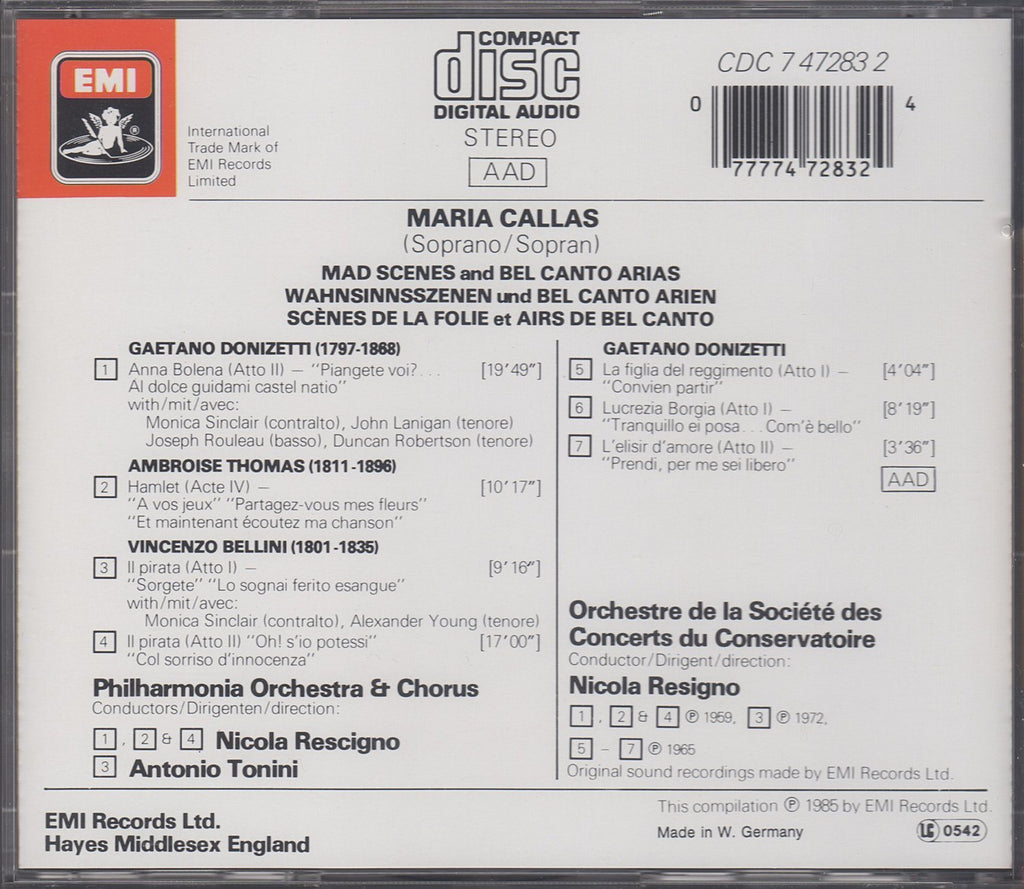 EMI
®
International
Trade Mark of
EMI Records
Limited
COMPACT
disc
DIGITAL AUDIO
STEREO
AAD
CDC 7 47283 2
0 77774 72832 4
MARIA CALLAS
(Soprano/Sopran)
MAD SCENES and BEL CANTO ARIAS
WAHNSINNSSZENEN und BEL CANTO ARIEN
SCÈNES DE LA FOLIE et AIRS DE BEL CANTO
GAETANO DONIZETTI (1797-1868)
1 Anna Bolena (Atto II) – "Piangete voi?... [19'49"]
Al dolce guidami castel natio"
with/mit/avec:
Monica Sinclair (contralto), John Lanigan (tenore)
Joseph Rouleau (basso), Duncan Robertson (tenore)
AMBROISE THOMAS (1811-1896)
2 Hamlet (Acte IV) – [10'17"]
"A vos jeux" "Partagez-vous mes fleurs"
"Et maintenant écoutez ma chanson"
VINCENZO BELLINI (1801-1835)
3 Il pirata (Atto I) – [9'16"]
"Sorgete" "Lo sognai ferito esangue"
with/mit/avec:
Monica Sinclair (contralto), Alexander Young (tenore)
4 Il pirata (Atto II) "Oh! s'io potessi" [17'00"]
"Col sorriso d'innocenza"
Philharmonia Orchestra & Chorus
Conductors/Dirigenten/direction:
1, 2 & 4 Nicola Rescigno
3 Antonio Tonini
GAETANO DONIZETTI
5 La figlia del reggimento (Atto I) – [4'04"]
"Convien partir"
6 Lucrezia Borgia (Atto I) – [8'19"]
"Tranquillo ei posa...Com'è bello"
7 L'elisir d'amore (Atto II) – [3'36"]
"Prendi, per me sei libero"
AAD
Orchestre de la Société des
Concerts du Conservatoire
Conductor/Dirigent/direction:
Nicola Resigno
1, 2 & 4 ℗ 1959, 3 ℗ 1972,
5 – 7 ℗ 1965
Original sound recordings made by EMI Records Ltd.
EMI Records Ltd.
Hayes Middlesex England
This compilation ℗ 1985 by EMI Records Ltd.
Made in W. Germany
LC 0542